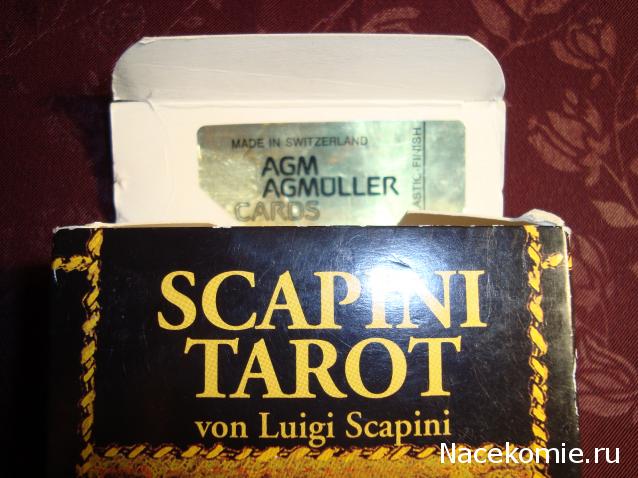 MADE IN SWITZERLAND
AGM
AGMÜLLER
CARDS
ASTIC FINISH
SCAPINI
TAROT
von Luigi Scapini
Nacekomie.ru